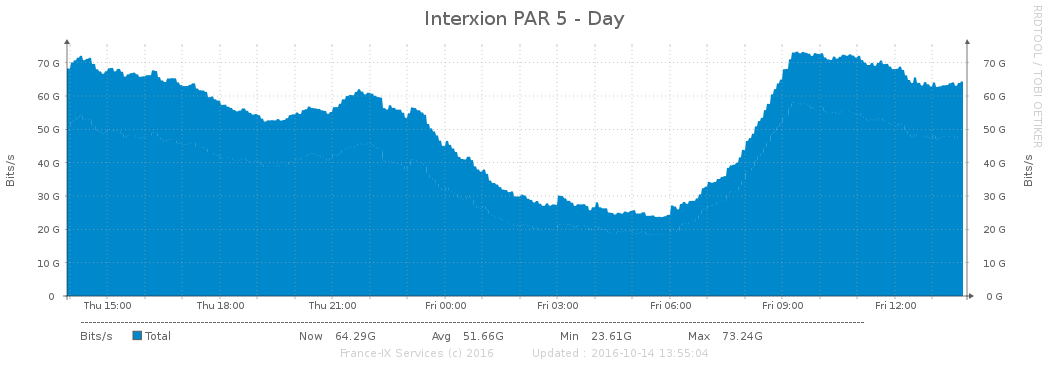 Interxion PAR 5 - Day
RRDTOOL / TOBI OETIKER
Bits/s
70 G 70 G
60 G 60 G
50 G 50 G
40 G 40 G
30 G 30 G
20 G 20 G
10 G 10 G
0 0 G
Bits/s
Thu 15:00 Thu 18:00 Thu 21:00 Fri 00:00 Fri 03:00 Fri 06:00 Fri 09:00 Fri 12:00
Bits/s Total Now 64.29G Avg 51.66G Min 23.61G Max 73.24G
France-IX Services (c) 2016 Updated : 2016-10-14 13:55:04